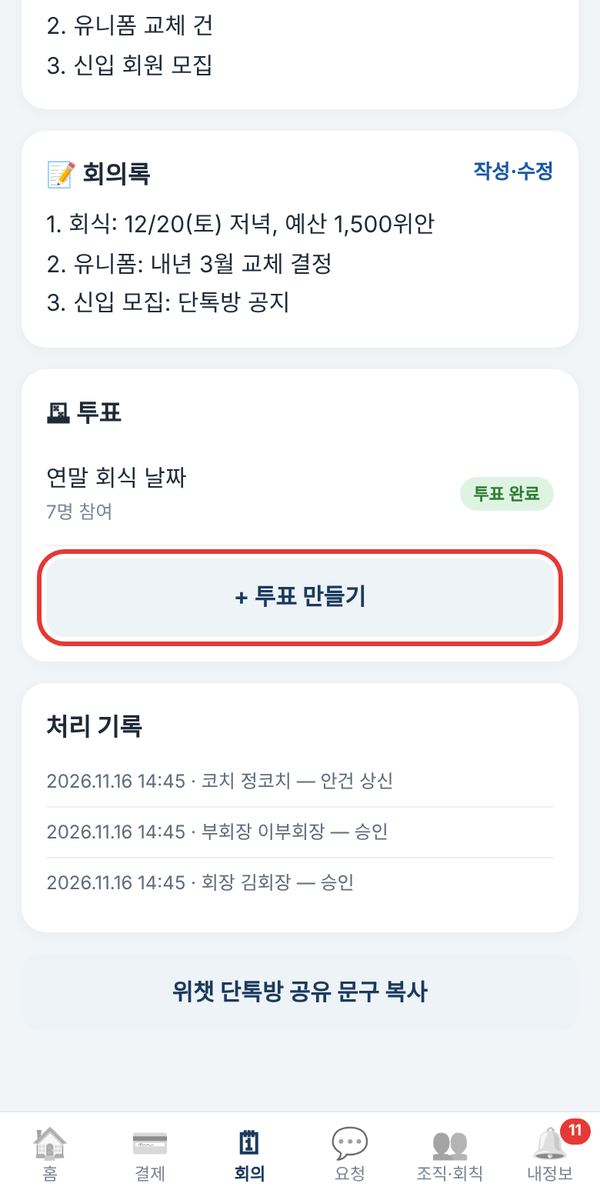 2. 유니폼 교체 건
3. 신입 회원 모집
📝 회의록
작성·수정
1. 회식: 12/20(토) 저녁, 예산 1,500위안
2. 유니폼: 내년 3월 교체 결정
3. 신입 모집: 단톡방 공지
🗳 투표
연말 회식 날짜
7명 참여
투표 완료
+ 투표 만들기
처리 기록
2026.11.16 14:45 · 코치 정코치 — 안건 상신
2026.11.16 14:45 · 부회장 이부회장 — 승인
2026.11.16 14:45 · 회장 김회장 — 승인
위챗 단톡방 공유 문구 복사
11
홈
결제
회의
요청
조직·회칙
내정보